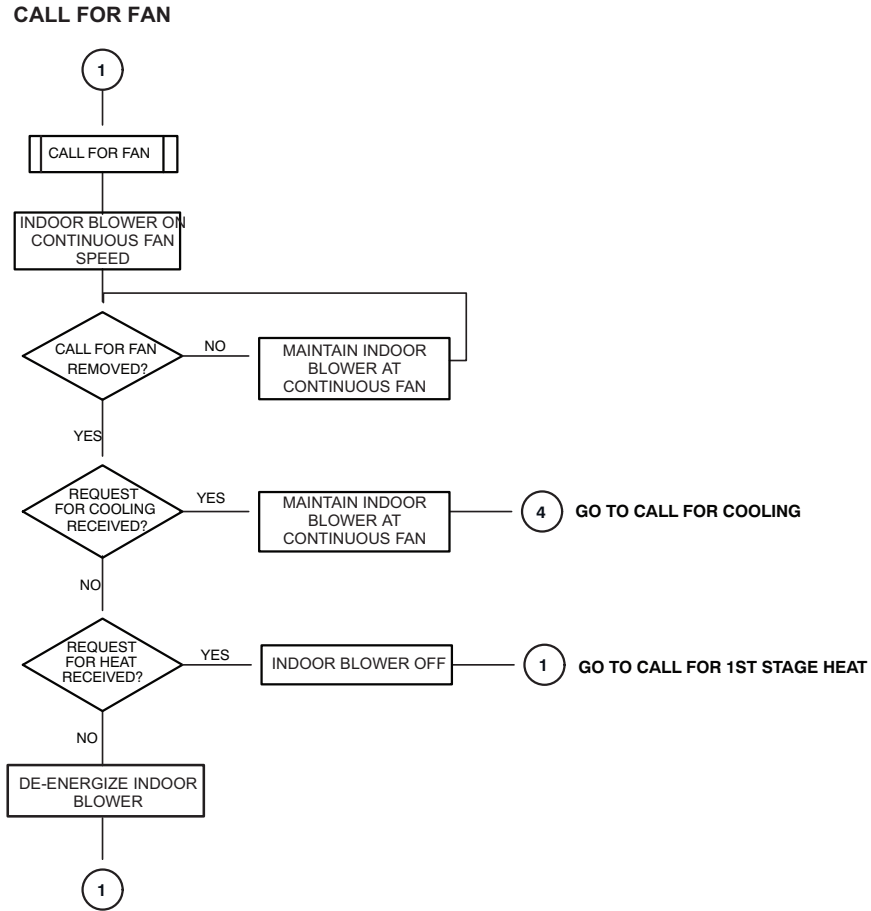 CALL FOR FAN
1
CALL FOR FAN
INDOOR BLOWER ON
CONTINUOUS FAN
SPEED
CALL FOR FAN
REMOVED?
NO
MAINTAIN INDOOR
BLOWER AT
CONTINUOUS FAN
YES
REQUEST
FOR COOLING
RECEIVED?
YES
MAINTAIN INDOOR
BLOWER AT
CONTINUOUS FAN
4
GO TO CALL FOR COOLING
NO
REQUEST
FOR HEAT
RECEIVED?
YES
INDOOR BLOWER OFF
1
GO TO CALL FOR 1ST STAGE HEAT
NO
DE-ENERGIZE INDOOR
BLOWER
1